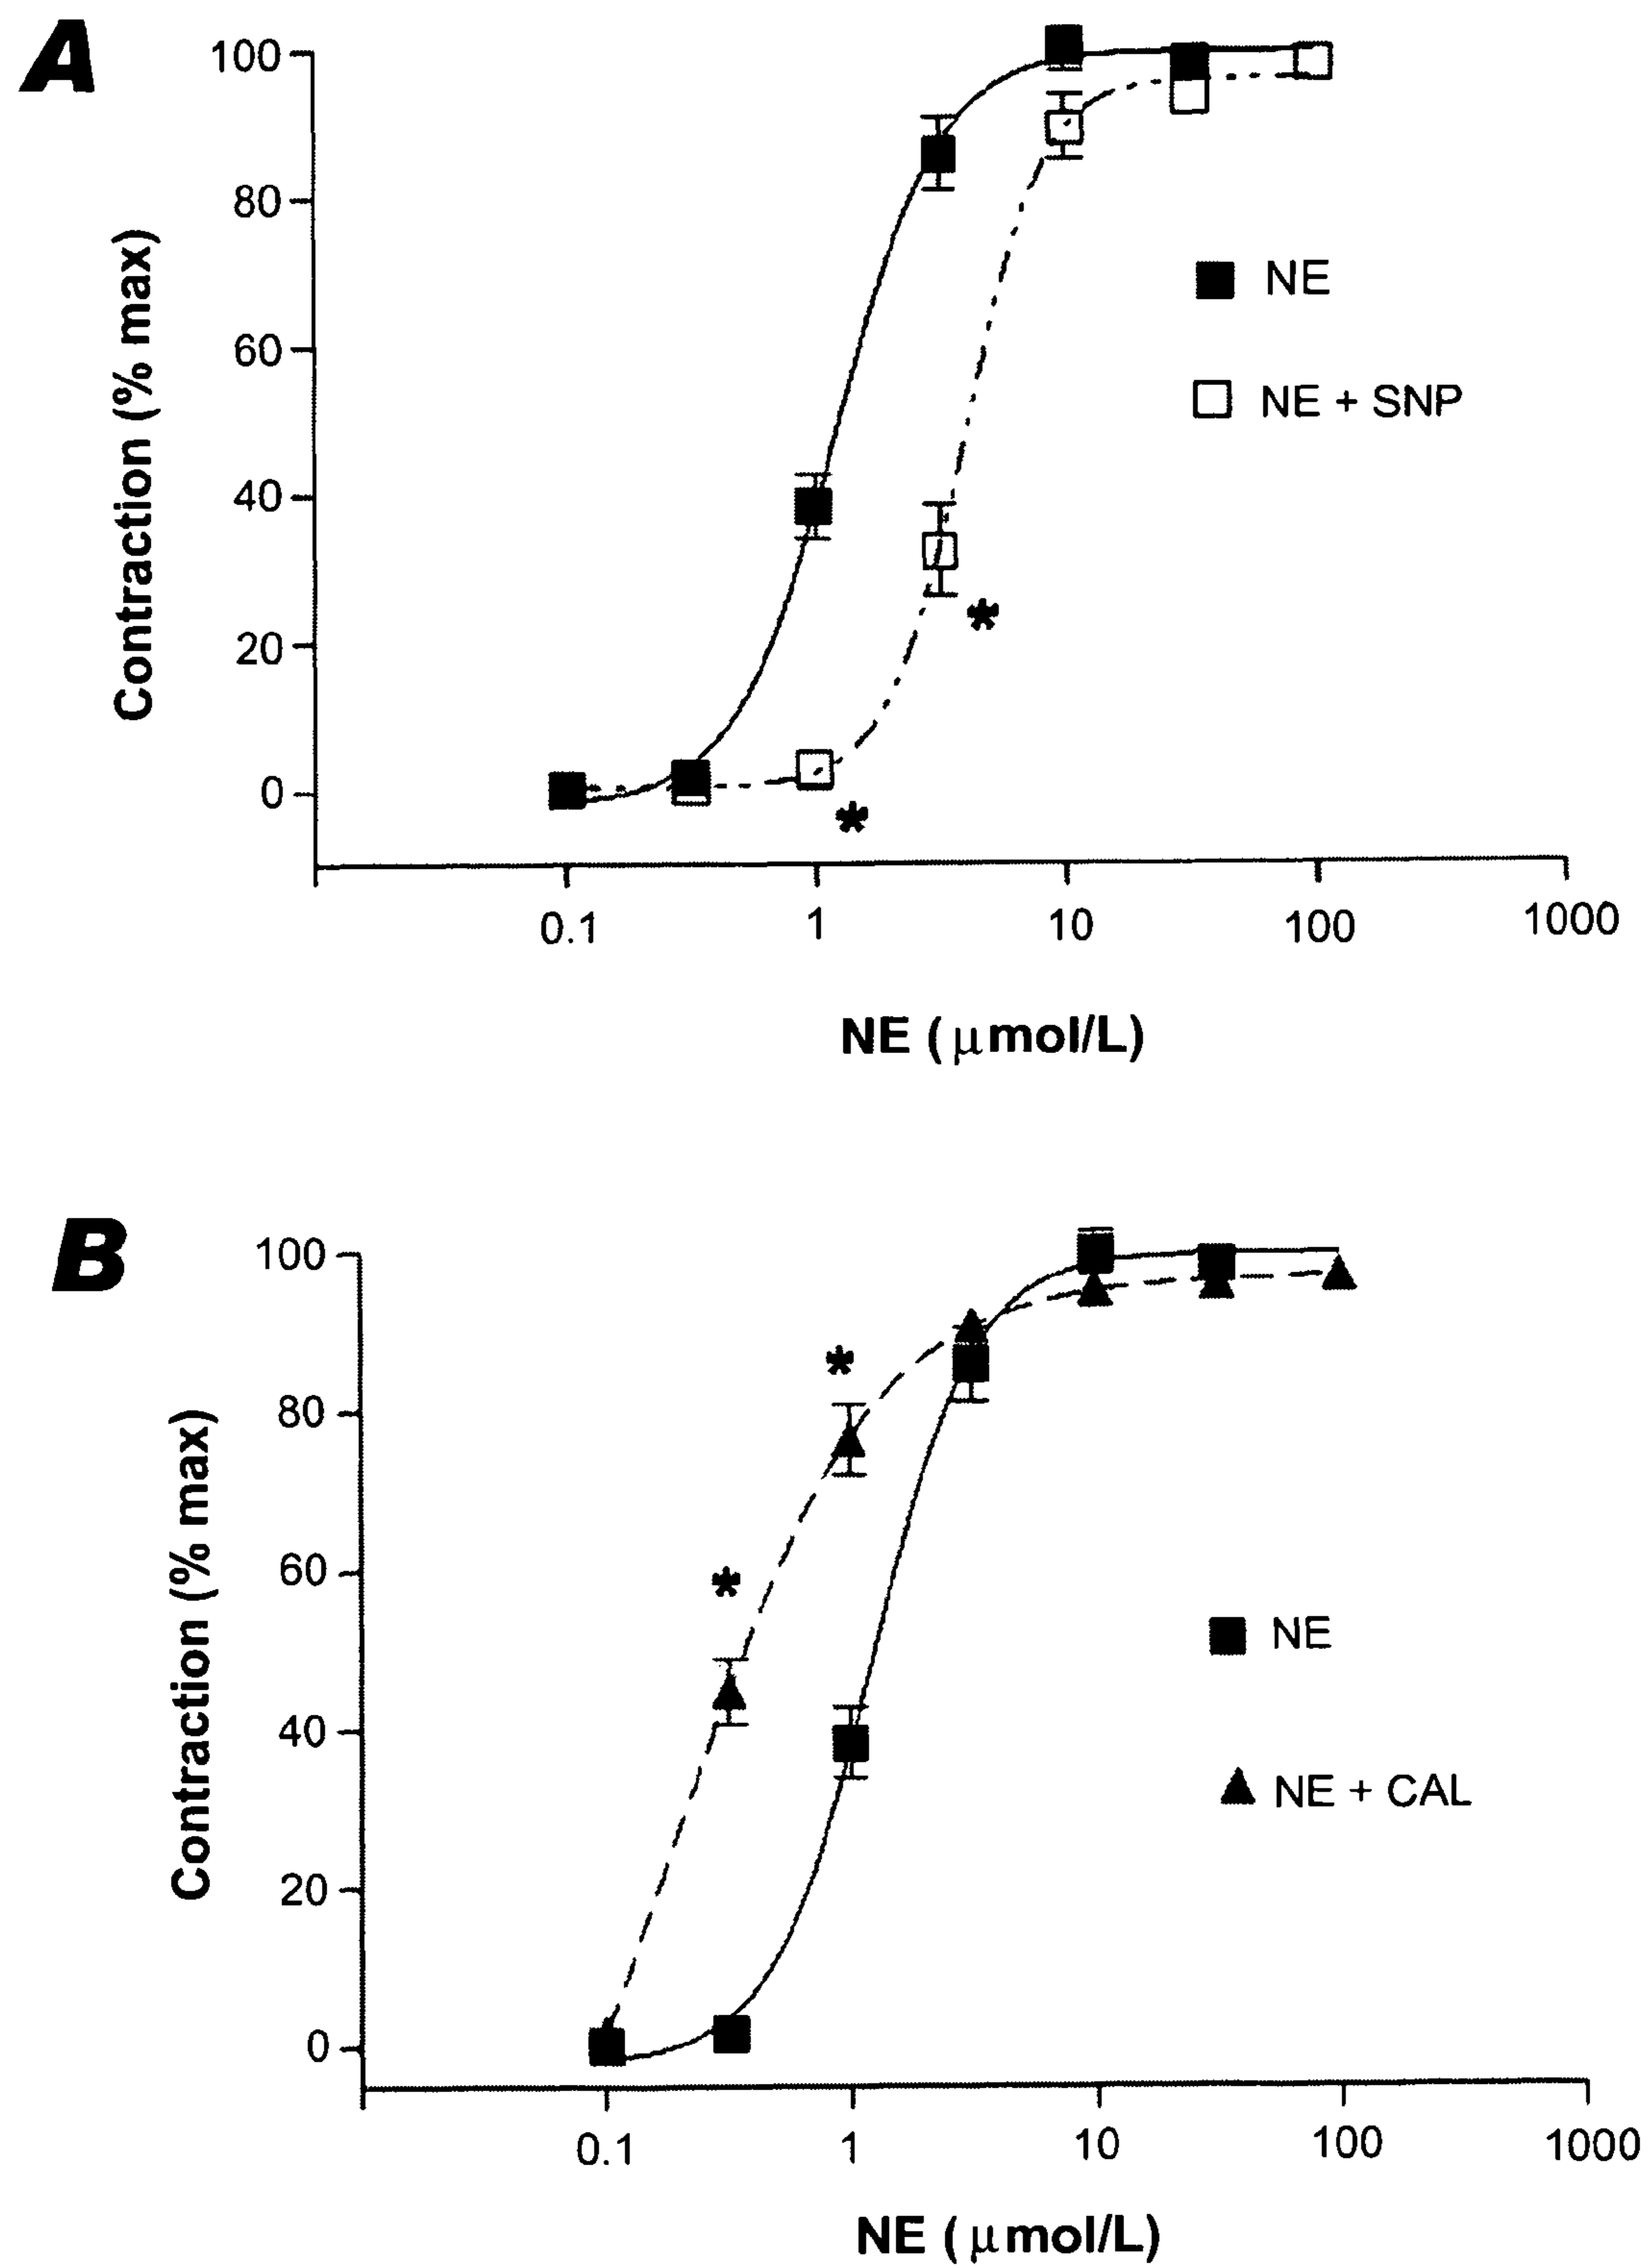 A
100
80
60
40
20
0
Contraction (% max)
NE
NE + SNP
*
*
0.1 1 10 100 1000
NE (μmol/L)
B
100
80
60
40
20
0
Contraction (% max)
*
*
NE
NE + CAL
0.1 1 10 100 1000
NE (μmol/L)